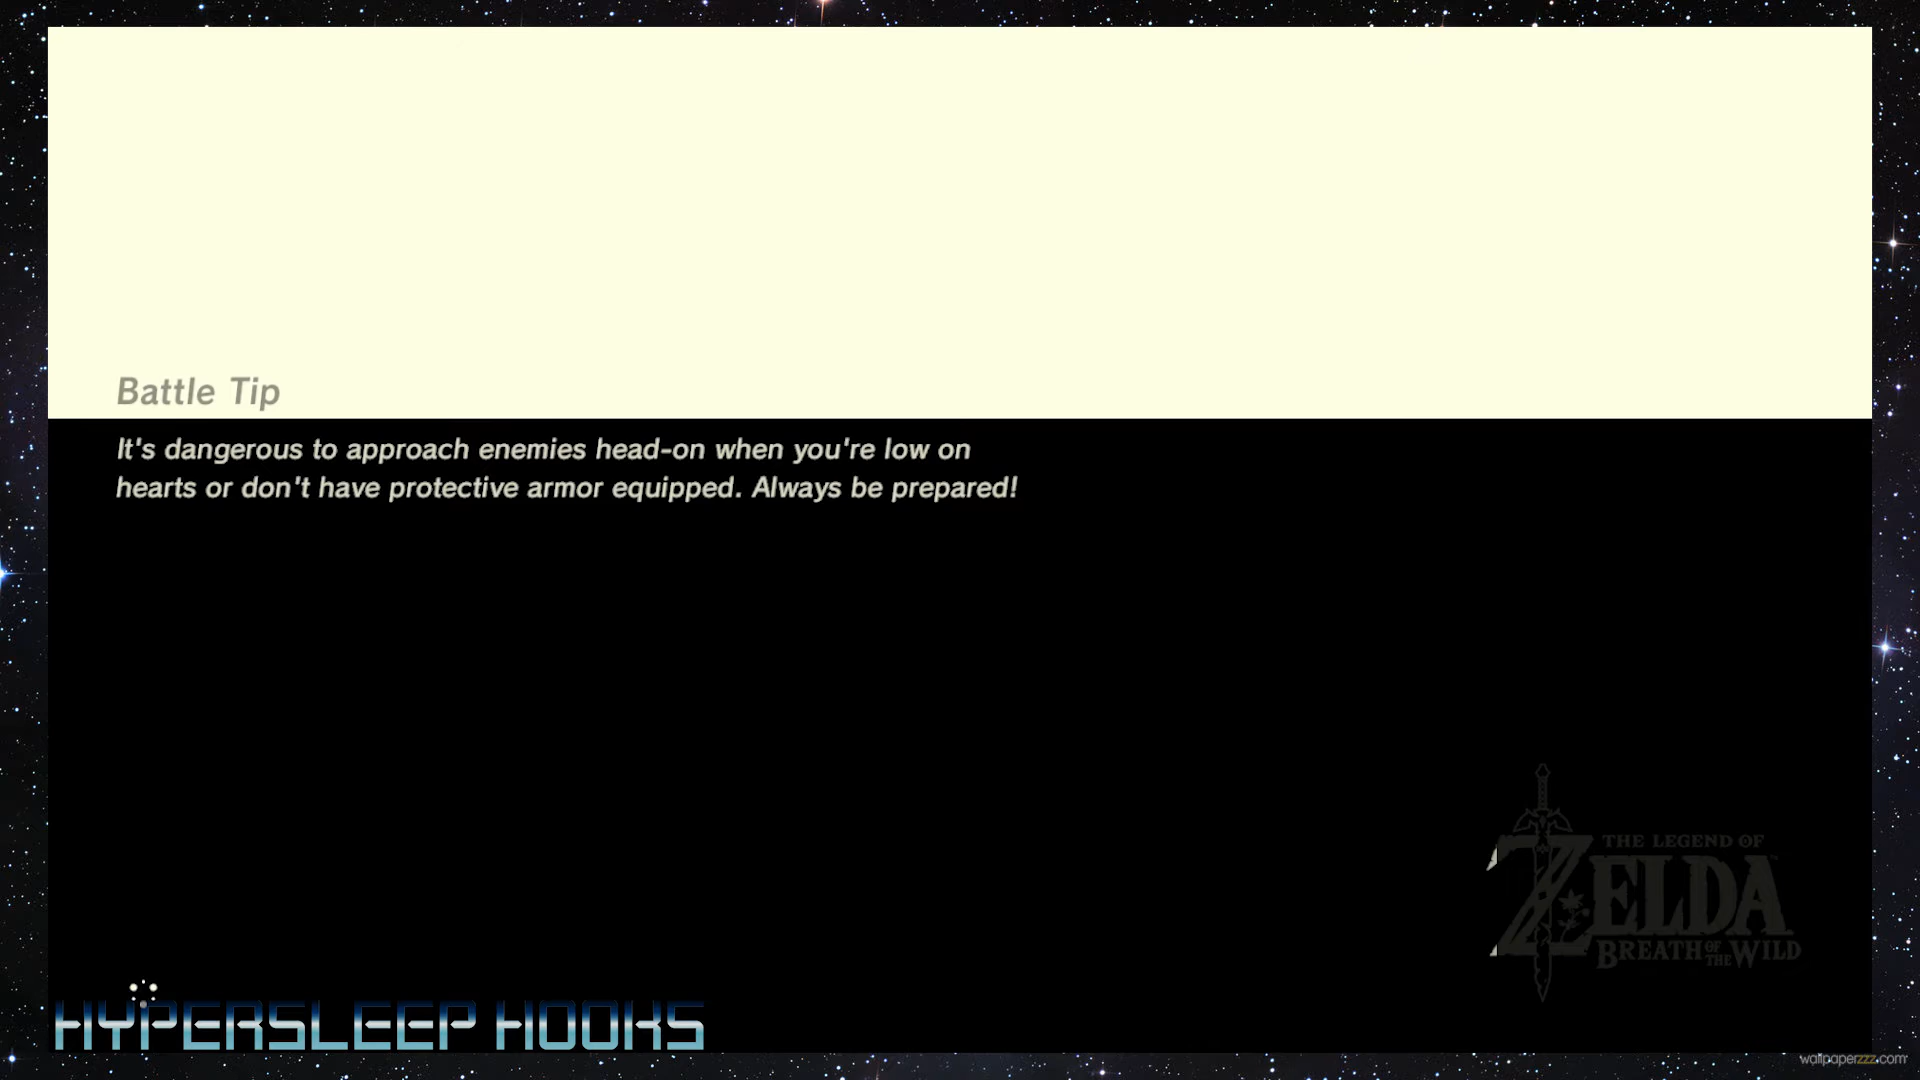 Battle Tip
It's dangerous to approach enemies head-on when you're low on
hearts or don't have protective armor equipped. Always be prepared!
THE LEGEND OF
ZELDA
BREATH OF THE WILD
HYPERSLEEP HOOKS
wallpaperzzz.com